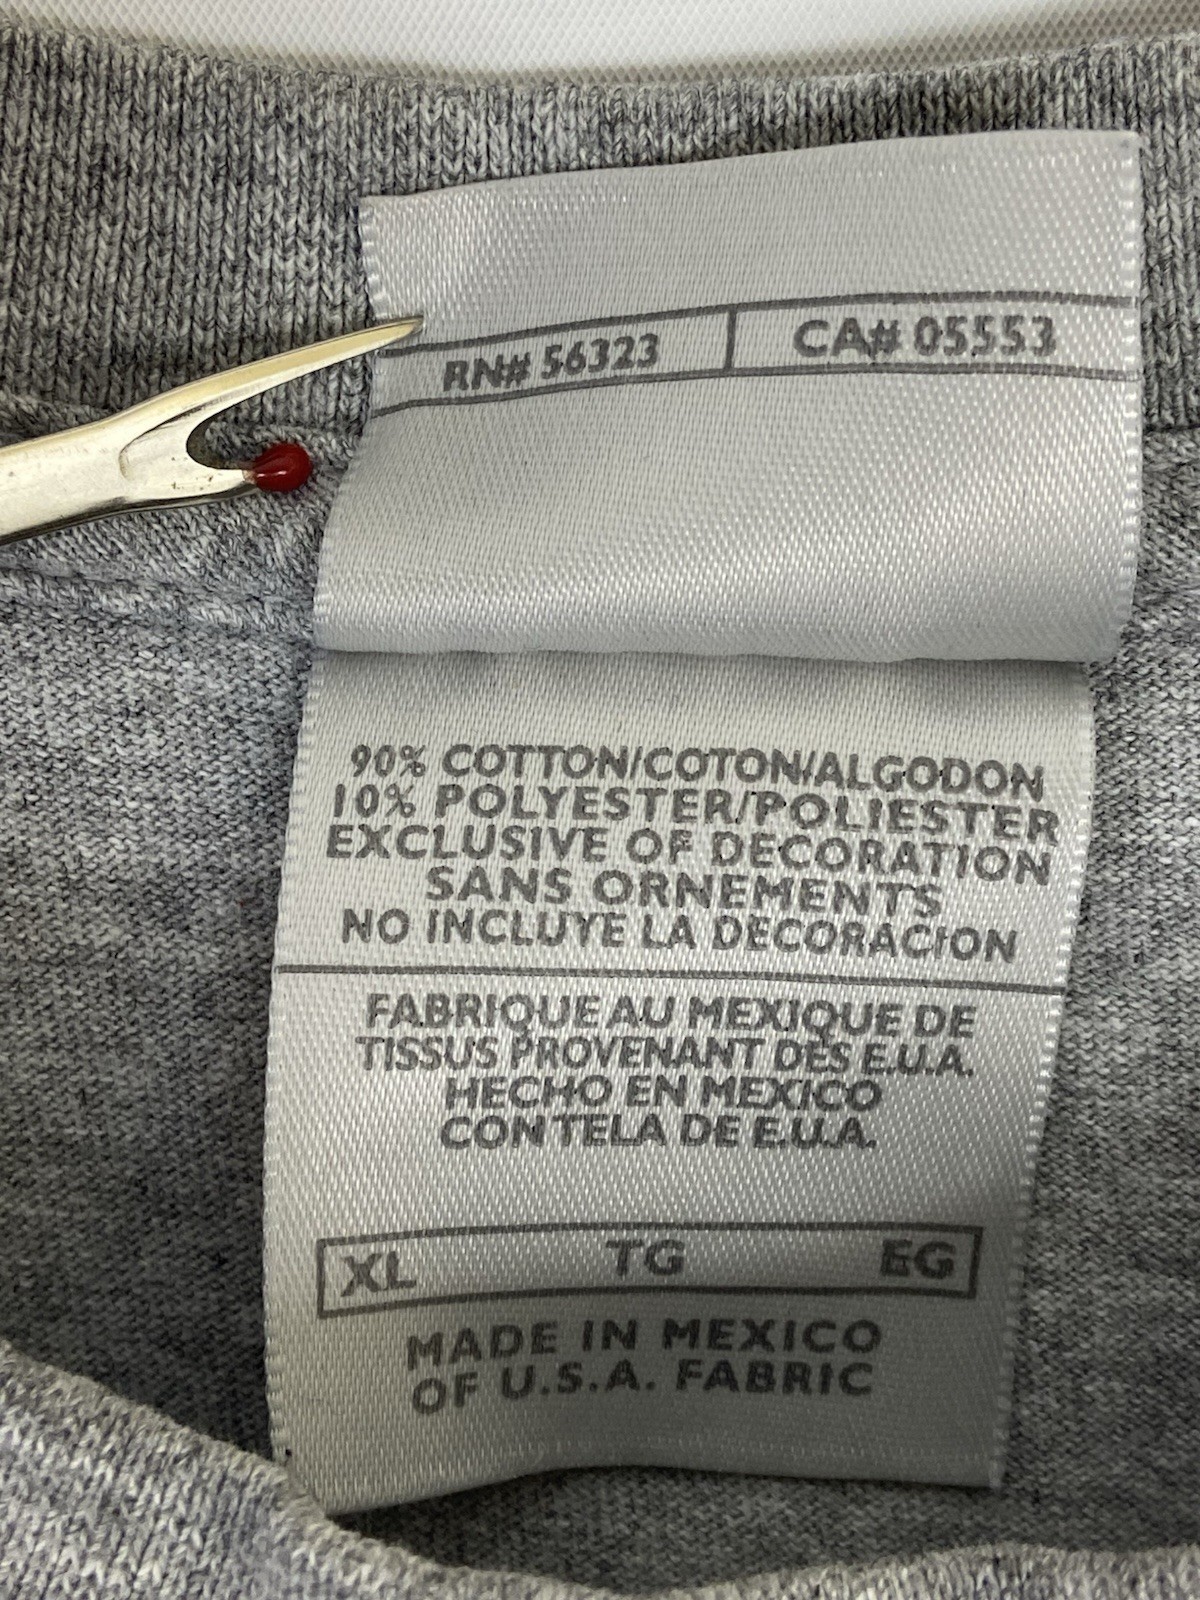 RN# 56323 CA# 05553
90% COTTON/COTON/ALGODON
10% POLYESTER/POLIESTER
EXCLUSIVE OF DECORATION
SANS ORNEMENTS
NO INCLUYE LA DECORACION
FABRIQUE AU MEXIQUE DE
TISSUS PROVENANT DES E.U.A.
HECHO EN MEXICO
CON TELA DE E.U.A.
XL TG EG
MADE IN MEXICO
OF U.S.A. FABRIC